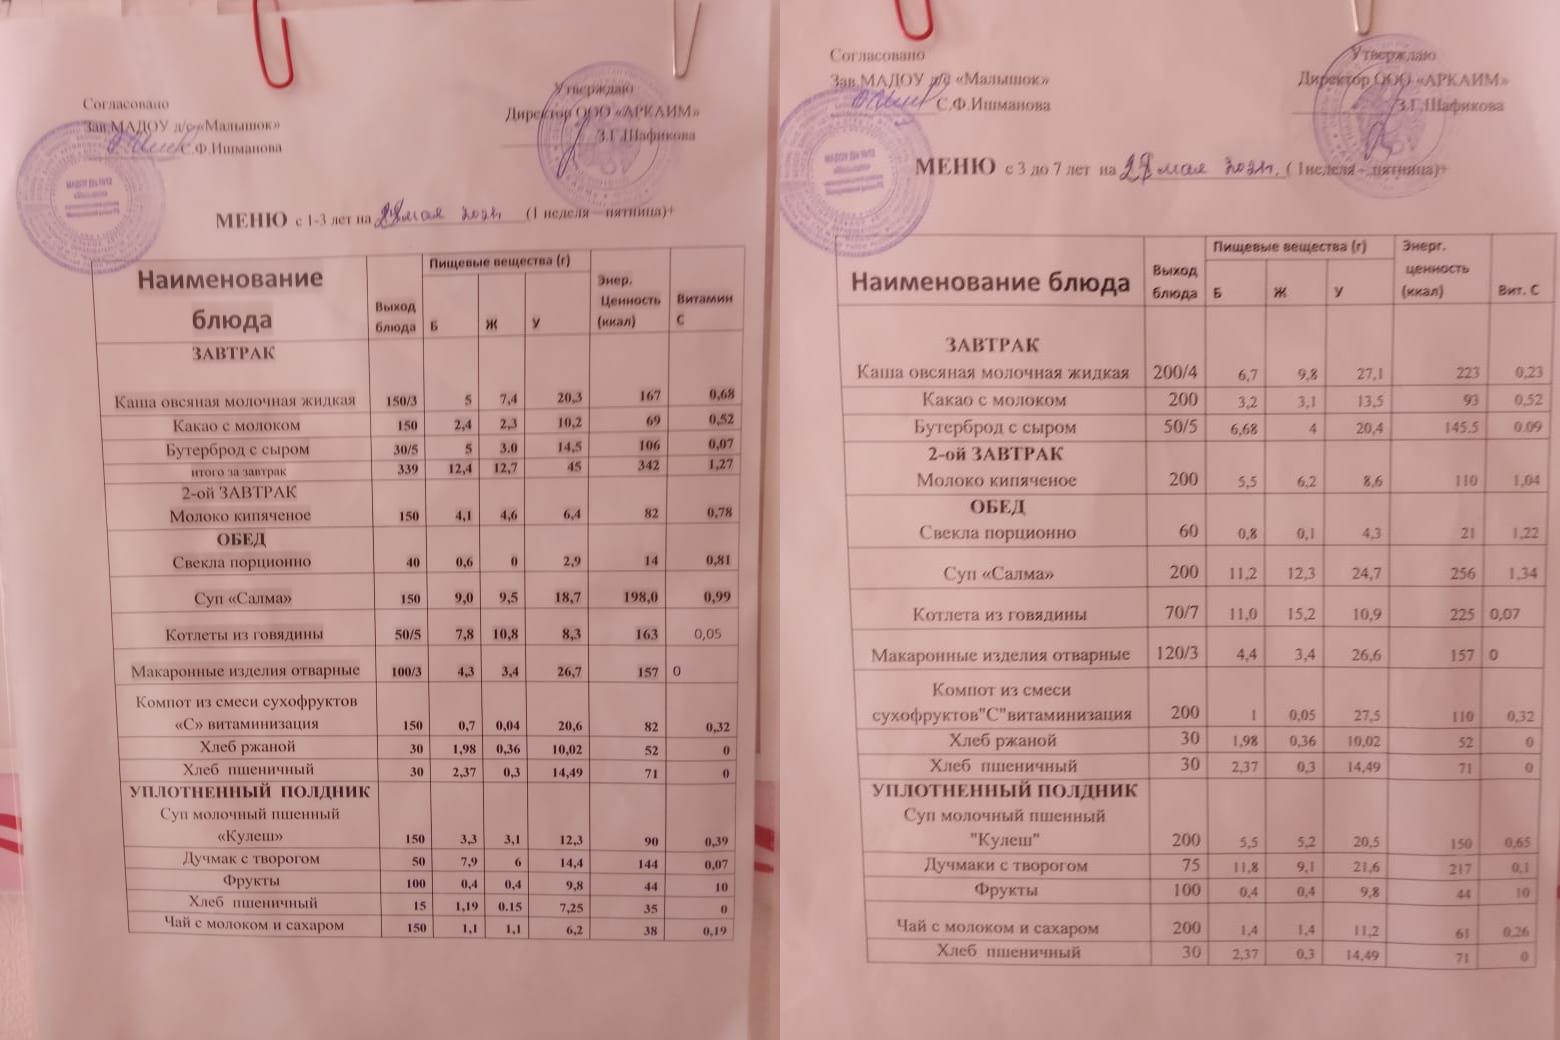 Согласовано
Утверждаю
Зав.МАДОУ д/с «Малышок»
Директор ООО «АРКАИМ»
С.Ф.Ишманова
З.Г.Шафикова
МЕНЮ с 1-3 лет на 28 мая 2021 (1 неделя – пятница)+
Наименование блюда Выход блюда Пищевые вещества (г) Б Ж У Энер. Ценность (ккал) Витамин С
ЗАВТРАК
Каша овсяная молочная жидкая 150/3 5 7,4 20,3 167 0,68
Какао с молоком 150 2,4 2,3 10,2 69 0,52
Бутерброд с сыром 30/5 5 3.0 14,5 106 0,07
итого за завтрак 339 12,4 12,7 45 342 1,27
2-ой ЗАВТРАК
Молоко кипяченое 150 4,1 4,6 6,4 82 0,78
ОБЕД
Свекла порционно 40 0,6 0 2,9 14 0,81
Суп «Салма» 150 9,0 9,5 18,7 198,0 0,99
Котлеты из говядины 50/5 7,8 10,8 8,3 163 0,05
Макаронные изделия отварные 100/3 4,3 3,4 26,7 157 0
Компот из смеси сухофруктов
«С» витаминизация 150 0,7 0,04 20,6 82 0,32
Хлеб ржаной 30 1,98 0,36 10,02 52 0
Хлеб пшеничный 30 2,37 0,3 14,49 71 0
УПЛОТНЕННЫЙ ПОЛДНИК
Суп молочный пшенный
«Кулеш» 150 3,3 3,1 12,3 90 0,39
Дучмак с творогом 50 7,9 6 14,4 144 0,07
Фрукты 100 0,4 0,4 9,8 44 10
Хлеб пшеничный 15 1,19 0.15 7,25 35 0
Чай с молоком и сахаром 150 1,1 1,1 6,2 38 0,19
Согласовано
Утверждаю
Зав.МАДОУ д/с «Малышок»
Директор ООО «АРКАИМ»
С.Ф.Ишманова
З.Г.Шафикова
МЕНЮ с 3 до 7 лет на 28 мая 2021г. ( 1неделя – пятница)+
Наименование блюда Выход блюда Пищевые вещества (г) Б Ж У Энерг. ценность (ккал) Вит. С
ЗАВТРАК
Каша овсяная молочная жидкая 200/4 6,7 9,8 27,1 223 0,23
Какао с молоком 200 3,2 3,1 13,5 93 0,52
Бутерброд с сыром 50/5 6,68 4 20,4 145.5 0.09
2-ой ЗАВТРАК
Молоко кипяченое 200 5,5 6,2 8,6 110 1,04
ОБЕД
Свекла порционно 60 0,8 0,1 4,3 21 1,22
Суп «Салма» 200 11,2 12,3 24,7 256 1,34
Котлета из говядины 70/7 11,0 15,2 10,9 225 0,07
Макаронные изделия отварные 120/3 4,4 3,4 26,6 157 0
Компот из смеси
сухофруктов"С"витаминизация 200 1 0,05 27,5 110 0,32
Хлеб ржаной 30 1,98 0,36 10,02 52 0
Хлеб пшеничный 30 2,37 0,3 14,49 71 0
УПЛОТНЕННЫЙ ПОЛДНИК
Суп молочный пшенный
"Кулеш" 200 5,5 5,2 20,5 150 0,65
Дучмаки с творогом 75 11,8 9,1 21,6 217 0,1
Фрукты 100 0,4 0,4 9,8 44 10
Чай с молоком и сахаром 200 1,4 1,4 11,2 61 0,26
Хлеб пшеничный 30 2,37 0,3 14,49 71 0